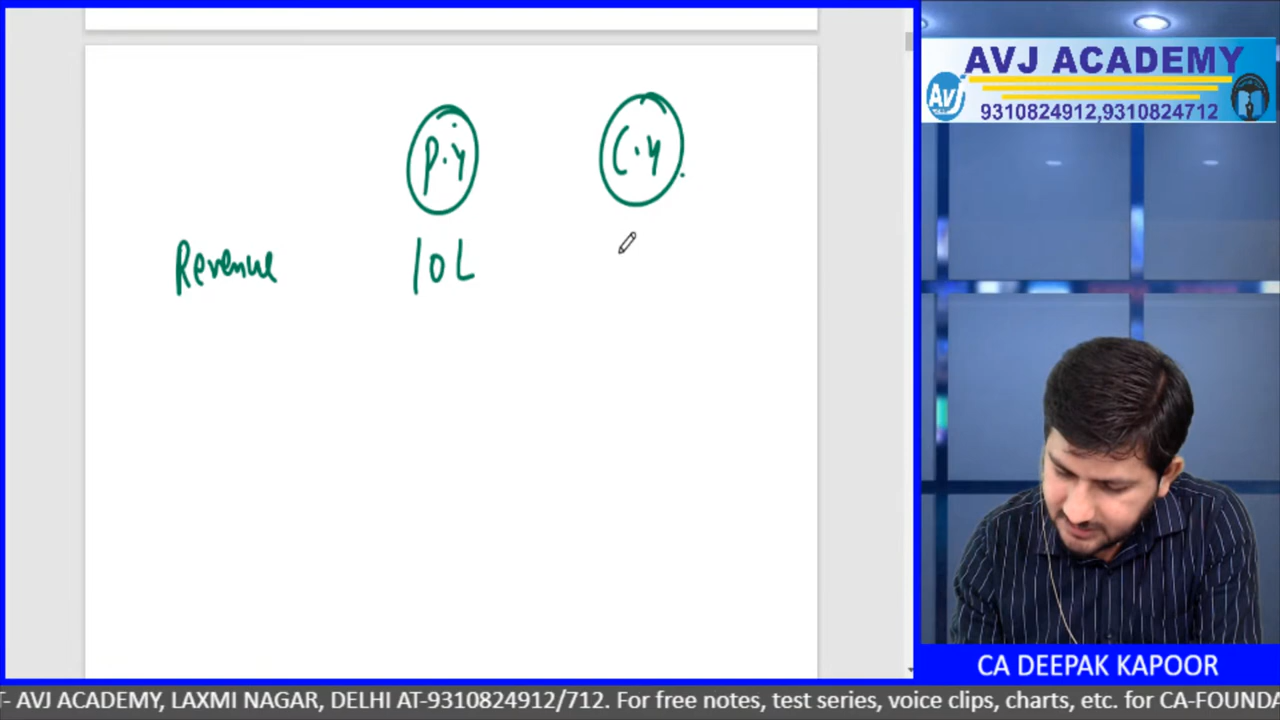 AVJ ACADEMY
Av
9310824912,9310824712
P.Y
C.Y
Revenue 10L
CA DEEPAK KAPOOR
- AVJ ACADEMY, LAXMI NAGAR, DELHI AT-9310824912/712. For free notes, test series, voice clips, charts, etc. for CA-FOUNDA